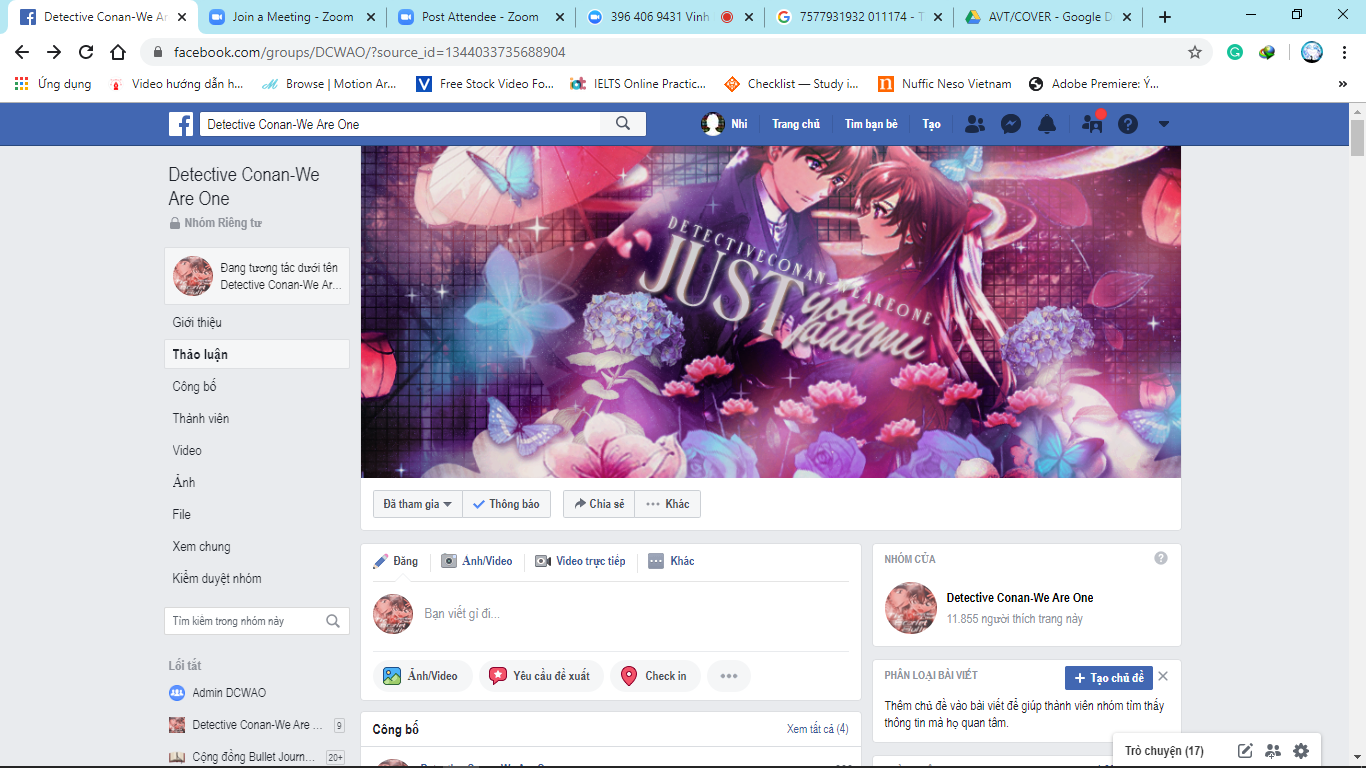 Detective Conan-We Ar
Join a Meeting - Zoom
Post Attendee - Zoom
396 406 9431 Vinh
7577931932 011174 - T
AVT/COVER - Google D
facebook.com/groups/DCWAO/?source_id=1344033735688904
Ứng dụng
Video hướng dẫn h...
Browse | Motion Ar...
Free Stock Video Fo...
IELTS Online Practic...
Checklist — Study i...
Nuffic Neso Vietnam
Adobe Premiere: Ý...
Detective Conan-We Are One
Nhi
Trang chủ
Tìm bạn bè
Tạo
Detective Conan-We
Are One
Nhóm Riêng tư
Đang tương tác dưới tên
Detective Conan-We Ar...
Giới thiệu
Thảo luận
Công bố
Thành viên
Video
Ảnh
File
Xem chung
Kiểm duyệt nhóm
Tìm kiếm trong nhóm này
Lối tắt
Admin DCWAO
Detective Conan-We Are ...
9
Cộng đồng Bullet Journ...
20+
DETECTIVECONAN-WEAREONE
JUST
you
and me
Đã tham gia
Thông báo
Chia sẻ
Khác
Đăng
Ảnh/Video
Video trực tiếp
Khác
Bạn viết gì đi...
Ảnh/Video
Yêu cầu đề xuất
Check in
Công bố
Xem tất cả (4)
NHÓM CỦA
Detective Conan-We Are One
11.855 người thích trang này
PHÂN LOẠI BÀI VIẾT
Tạo chủ đề
Thêm chủ đề vào bài viết để giúp thành viên nhóm tìm thấy
thông tin mà họ quan tâm.
Trò chuyện (17)